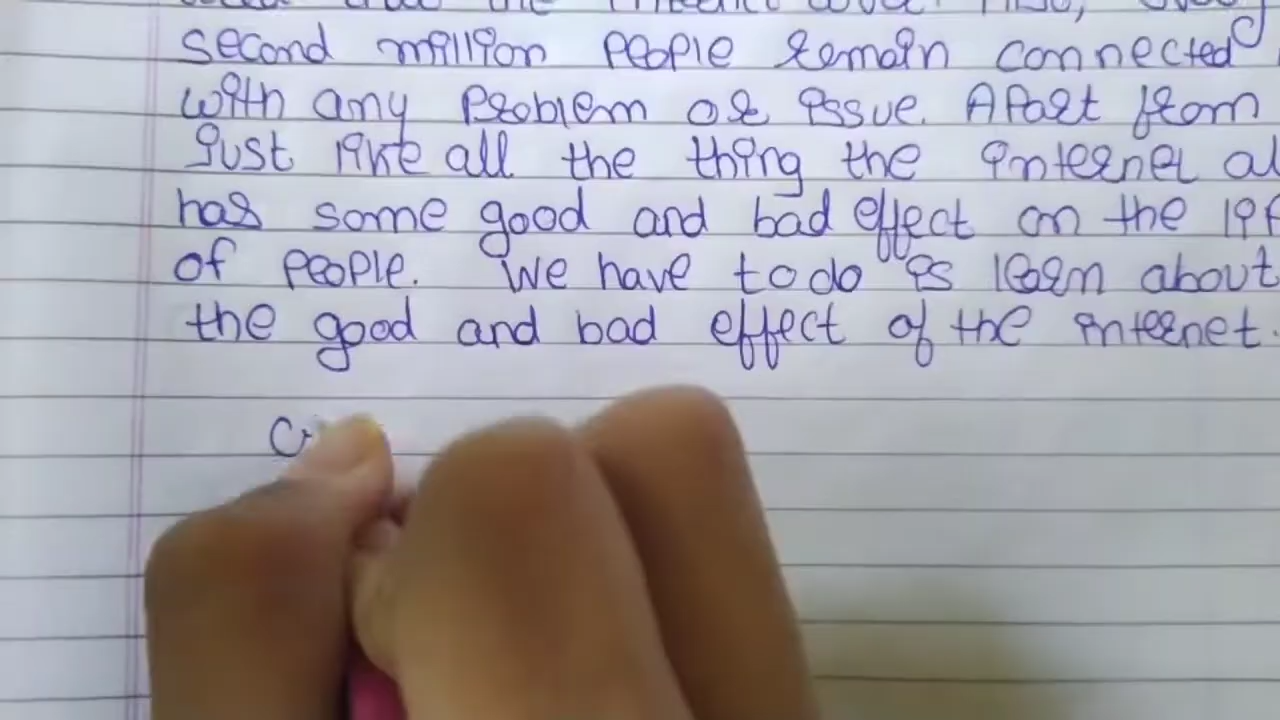 second million people remain connected
with any problem or issue. Apart from
just like all the thing the internet
has some good and bad effect on the
of people. We have to do is learn about
the good and bad effect of the internet.